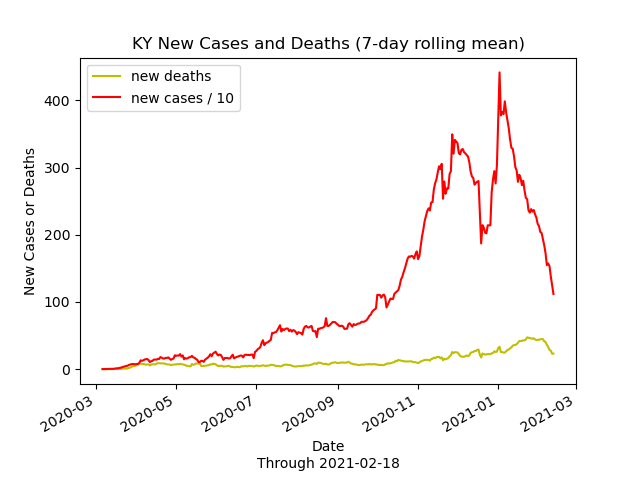 KY New Cases and Deaths (7-day rolling mean)
new deaths
new cases / 10
New Cases or Deaths
400
300
200
100
0
2020-03
2020-05
2020-07
2020-09
2020-11
2021-01
2021-03
Date
Through 2021-02-18